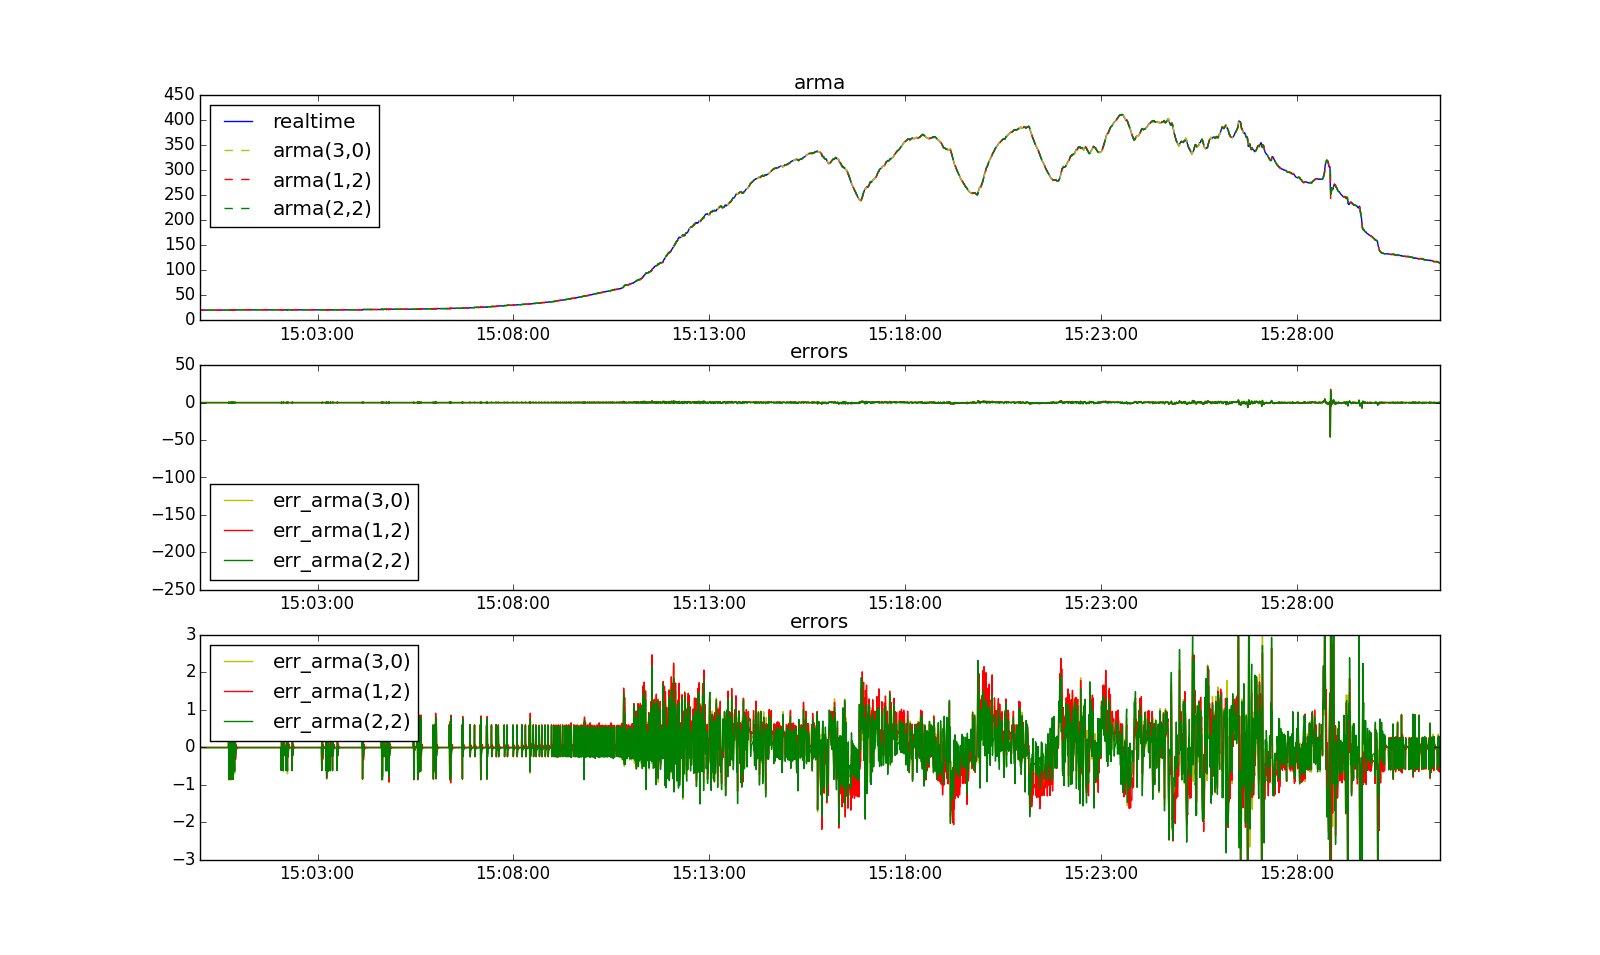 arma
450
400
350
300
250
200
150
100
50
0
realtime
arma(3,0)
arma(1,2)
arma(2,2)
15:03:00 15:08:00 15:13:00 15:18:00 15:23:00 15:28:00
errors
50
0
−50
−100
−150
−200
−250
err_arma(3,0)
err_arma(1,2)
err_arma(2,2)
15:03:00 15:08:00 15:13:00 15:18:00 15:23:00 15:28:00
errors
3
2
1
0
−1
−2
−3
err_arma(3,0)
err_arma(1,2)
err_arma(2,2)
15:03:00 15:08:00 15:13:00 15:18:00 15:23:00 15:28:00